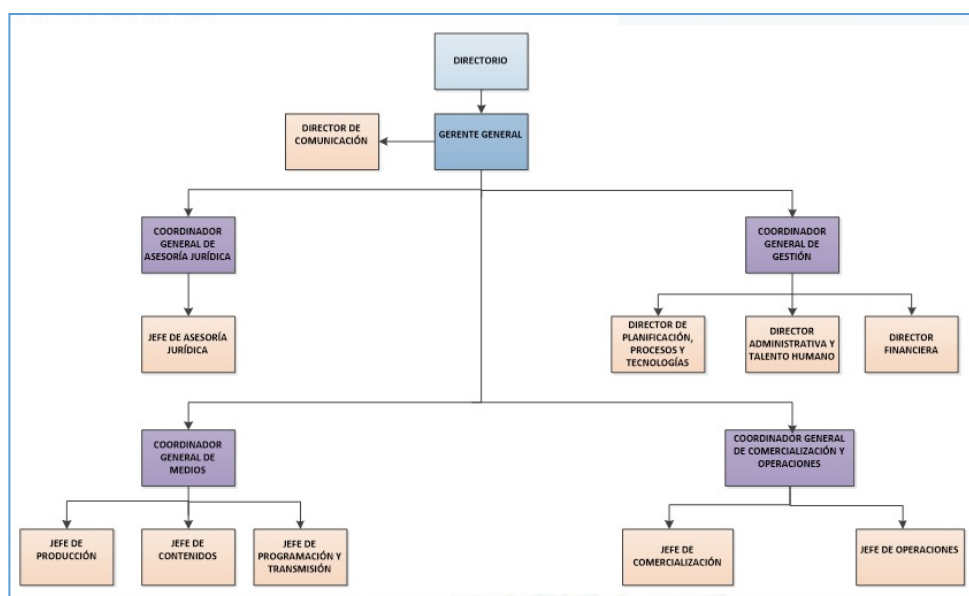 DIRECTORIO
DIRECTOR DE
COMUNICACIÓN
GERENTE GENERAL
COORDINADOR
GENERAL DE
ASESORÍA JURÍDICA
COORDINADOR
GENERAL DE
GESTIÓN
JEFE DE ASESORÍA
JURÍDICA
DIRECTOR DE
PLANIFICACIÓN,
PROCESOS Y
TECNOLOGÍAS
DIRECTOR
ADMINISTRATIVA Y
TALENTO HUMANO
DIRECTOR
FINANCIERA
COORDINADOR
GENERAL DE
MEDIOS
COORDINADOR GENERAL
DE COMERCIALIZACIÓN Y
OPERACIONES
JEFE DE
PRODUCCIÓN
JEFE DE
CONTENIDOS
JEFE DE
PROGRAMACIÓN Y
TRANSMISIÓN
JEFE DE
COMERCIALIZACIÓN
JEFE DE OPERACIONES